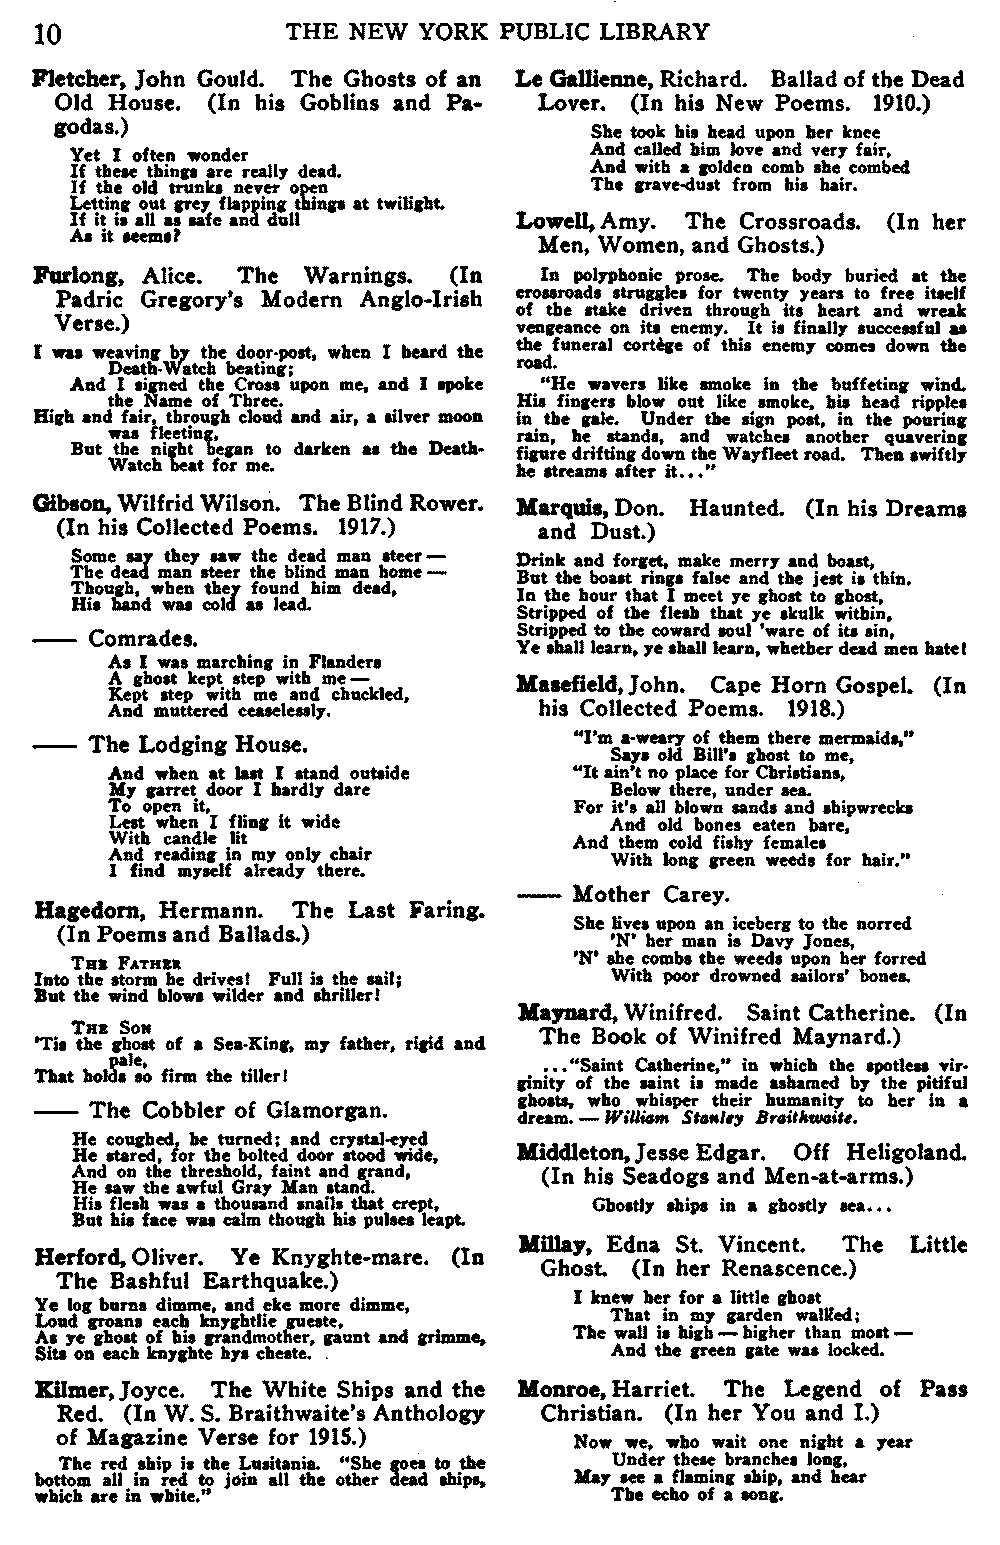 10
THE NEW YORK PUBLIC LIBRARY
Fletcher, John Gould. The Ghosts of an
Old House. (In his Goblins and Pa-
godas.)
Yet I often wonder
If these things are really dead.
If the old trunks never open
Letting out grey flapping things at twilight.
If it is all as safe and dull
As it seems?
Furlong, Alice. The Warnings. (In
Padric Gregory's Modern Anglo-Irish
Verse.)
I was weaving by the door-post, when I heard the
Death-Watch beating;
And I signed the Cross upon me, and I spoke
the Name of Three.
High and fair, through cloud and air, a silver moon
was fleeting,
But the night began to darken as the Death-
Watch beat for me.
Gibson, Wilfrid Wilson. The Blind Rower.
(In his Collected Poems. 1917.)
Some say they saw the dead man steer —
The dead man steer the blind man home —
Though, when they found him dead,
His hand was cold as lead.
—— Comrades.
As I was marching in Flanders
A ghost kept step with me —
Kept step with me and chuckled,
And muttered ceaselessly.
—— The Lodging House.
And when at last I stand outside
My garret door I hardly dare
To open it,
Lest when I fling it wide
With candle lit
And reading in my only chair
I find myself already there.
Hagedorn, Hermann. The Last Faring.
(In Poems and Ballads.)
THE FATHER
Into the storm he drives! Full is the sail;
But the wind blows wilder and shriller!
THE SON
'Tis the ghost of a Sea-King, my father, rigid and
pale,
That holds so firm the tiller!
—— The Cobbler of Glamorgan.
He coughed, he turned; and crystal-eyed
He stared, for the bolted door stood wide,
And on the threshold, faint and grand,
He saw the awful Gray Man stand.
His flesh was a thousand snails that crept,
But his face was calm though his pulses leapt.
Herford, Oliver. Ye Knyghte-mare. (In
The Bashful Earthquake.)
Ye log burns dimme, and eke more dimme,
Loud groans each knyghtlie gueste,
As ye ghost of his grandmother, gaunt and grimme,
Sits on each knyghte hys cheste.
Kilmer, Joyce. The White Ships and the
Red. (In W. S. Braithwaite's Anthology
of Magazine Verse for 1915.)
The red ship is the Lusitania. "She goes to the
bottom all in red to join all the other dead ships,
which are in white."
Le Gallienne, Richard. Ballad of the Dead
Lover. (In his New Poems. 1910.)
She took his head upon her knee
And called him love and very fair,
And with a golden comb she combed
The grave-dust from his hair.
Lowell, Amy. The Crossroads. (In her
Men, Women, and Ghosts.)
In polyphonic prose. The body buried at the
crossroads struggles for twenty years to free itself
of the stake driven through its heart and wreak
vengeance on its enemy. It is finally successful as
the funeral cortège of this enemy comes down the
road.
"He wavers like smoke in the buffeting wind.
His fingers blow out like smoke, his head ripples
in the gale. Under the sign post, in the pouring
rain, he stands, and watches another quavering
figure drifting down the Wayfleet road. Then swiftly
he streams after it..."
Marquis, Don. Haunted. (In his Dreams
and Dust.)
Drink and forget, make merry and boast,
But the boast rings false and the jest is thin.
In the hour that I meet ye ghost to ghost,
Stripped of the flesh that ye skulk within,
Stripped to the coward soul 'ware of its sin,
Ye shall learn, ye shall learn, whether dead men hate!
Masefield, John. Cape Horn Gospel. (In
his Collected Poems. 1918.)
"I'm a-weary of them there mermaids,"
Says old Bill's ghost to me,
"It ain't no place for Christians,
Below there, under sea.
For it's all blown sands and shipwrecks
And old bones eaten bare,
And them cold fishy females
With long green weeds for hair."
—— Mother Carey.
She lives upon an iceberg to the norred
'N' her man is Davy Jones,
'N' she combs the weeds upon her forred
With poor drowned sailors' bones.
Maynard, Winifred. Saint Catherine. (In
The Book of Winifred Maynard.)
..."Saint Catherine," in which the spotless vir-
ginity of the saint is made ashamed by the pitiful
ghosts, who whisper their humanity to her in a
dream. — William Stanley Braithwaite.
Middleton, Jesse Edgar. Off Heligoland.
(In his Seadogs and Men-at-arms.)
Ghostly ships in a ghostly sea...
Millay, Edna St. Vincent. The Little
Ghost. (In her Renascence.)
I knew her for a little ghost
That in my garden walked;
The wall is high — higher than most —
And the green gate was locked.
Monroe, Harriet. The Legend of Pass
Christian. (In her You and I.)
Now we, who wait one night a year
Under these branches long,
May see a flaming ship, and hear
The echo of a song.